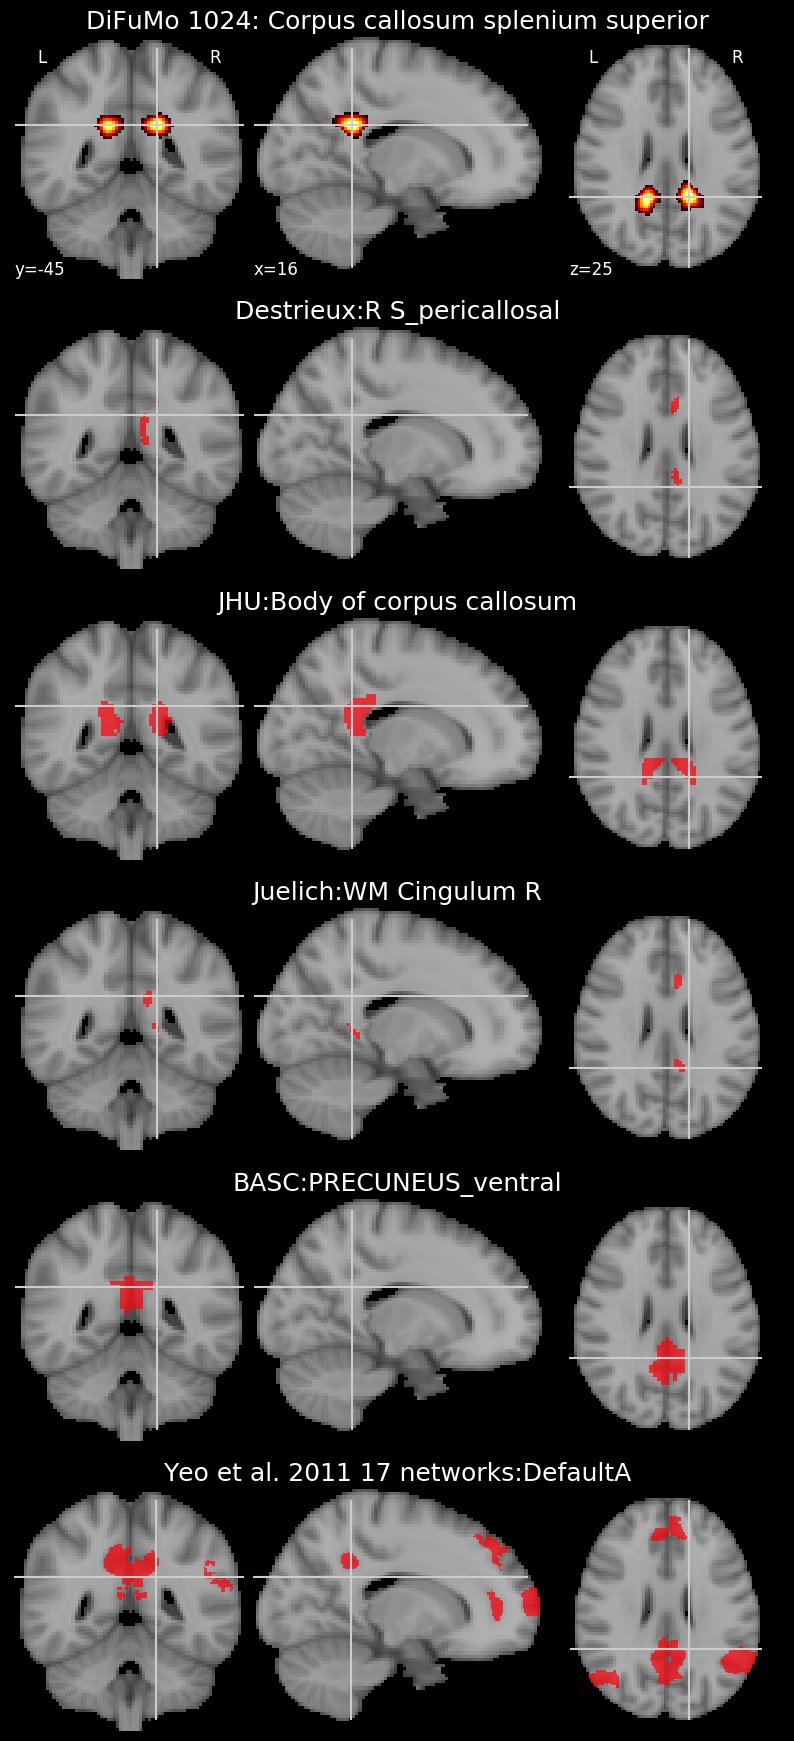 DiFuMo 1024: Corpus callosum splenium superior
L R L R
y=-45 x=16 z=25
Destrieux:R S_pericallosal
JHU:Body of corpus callosum
Juelich:WM Cingulum R
BASC:PRECUNEUS_ventral
Yeo et al. 2011 17 networks:DefaultA